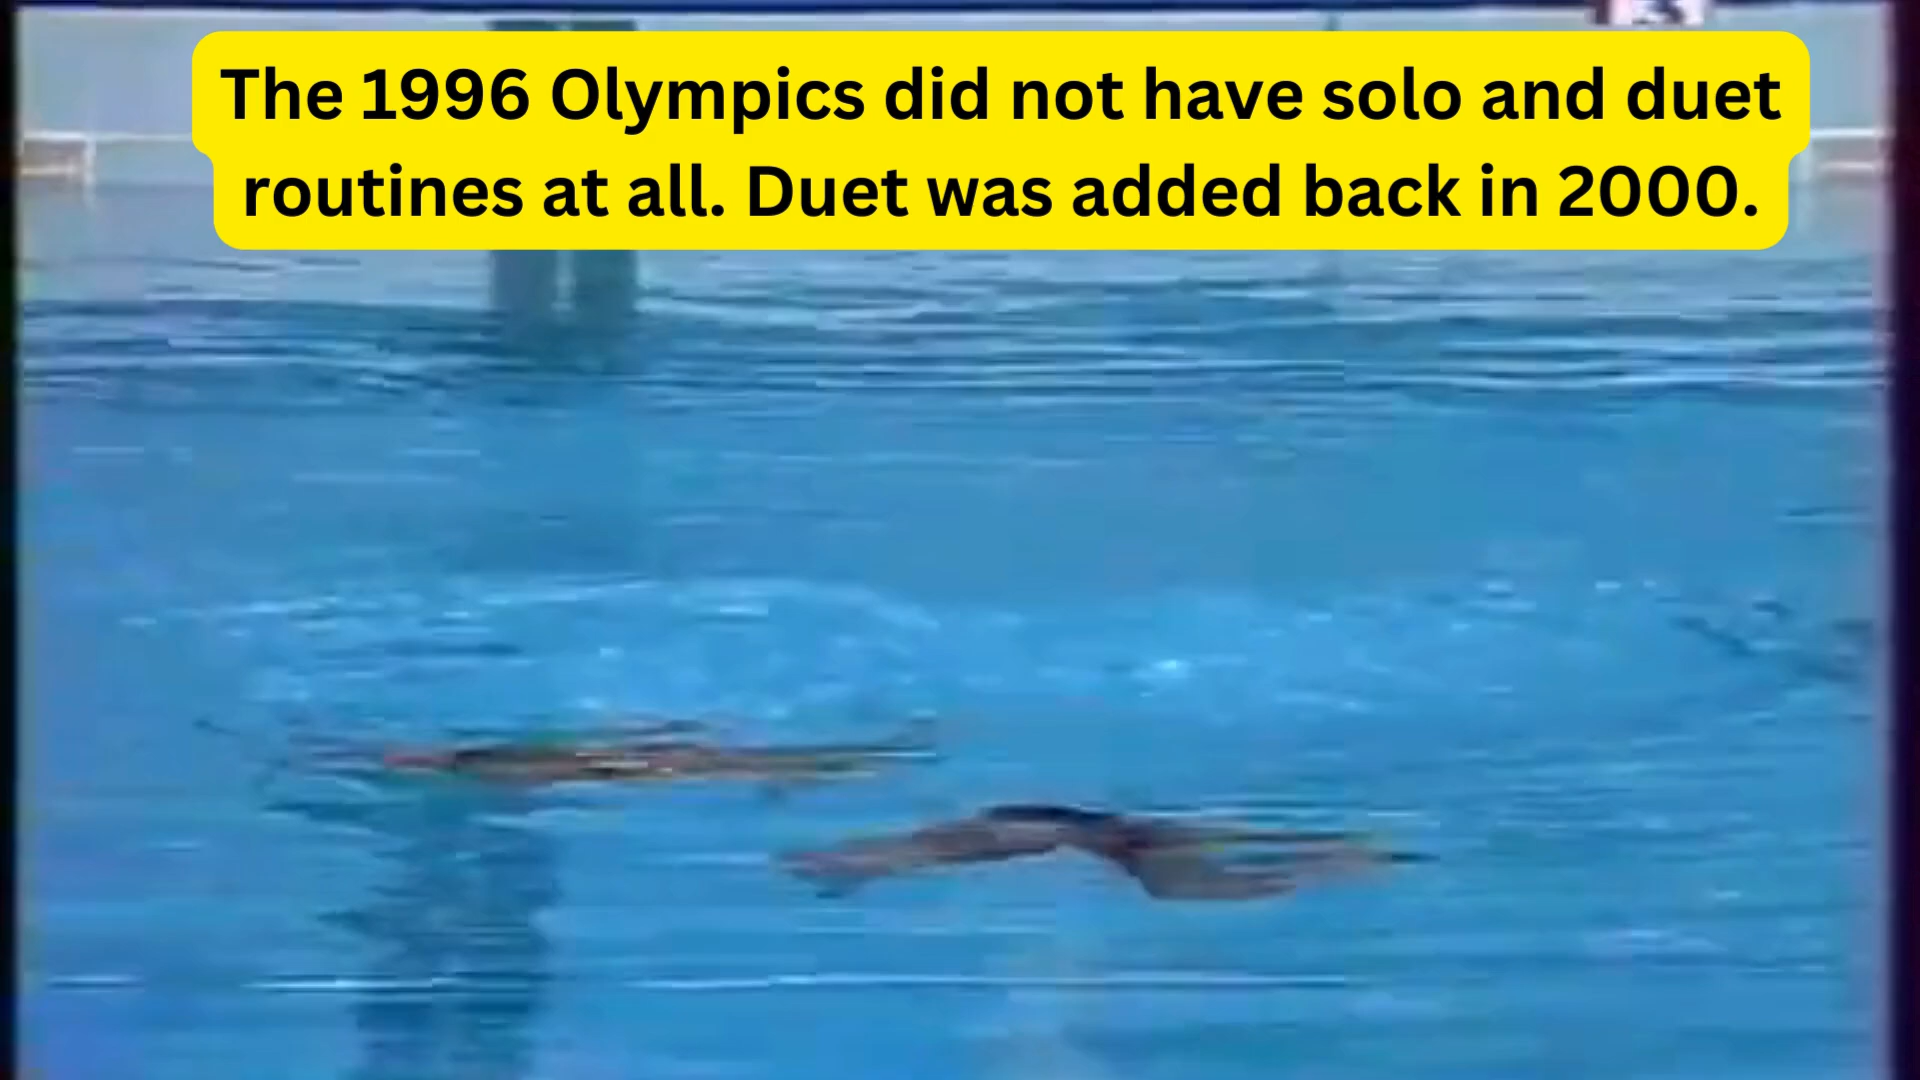 The 1996 Olympics did not have solo and duet
routines at all. Duet was added back in 2000.